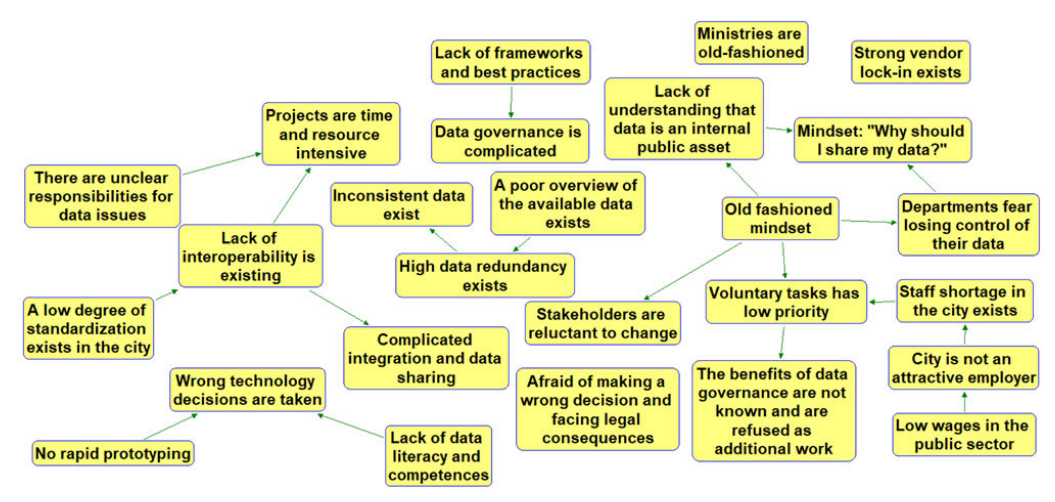 Ministries are
old-fashioned
Strong vendor
lock-in exists
Lack of frameworks
and best practices
Lack of
understanding that
data is an internal
public asset
Projects are time
and resource
intensive
Data governance is
complicated
Mindset: "Why should
I share my data?"
There are unclear
responsibilities for
data issues
Inconsistent data
exist
A poor overview of
the available data
exists
Old fashioned
mindset
Departments fear
losing control of
their data
Lack of
interoperability is
existing
High data redundancy
exists
A low degree of
standardization
exists in the city
Stakeholders are
reluctant to change
Voluntary tasks has
low priority
Staff shortage in
the city exists
Complicated
integration and data
sharing
City is not an
attractive employer
Wrong technology
decisions are taken
Afraid of making a
wrong decision and
facing legal
consequences
The benefits of data
governance are not
known and are
refused as
additional work
Low wages in the
public sector
No rapid prototyping
Lack of data
literacy and
competences